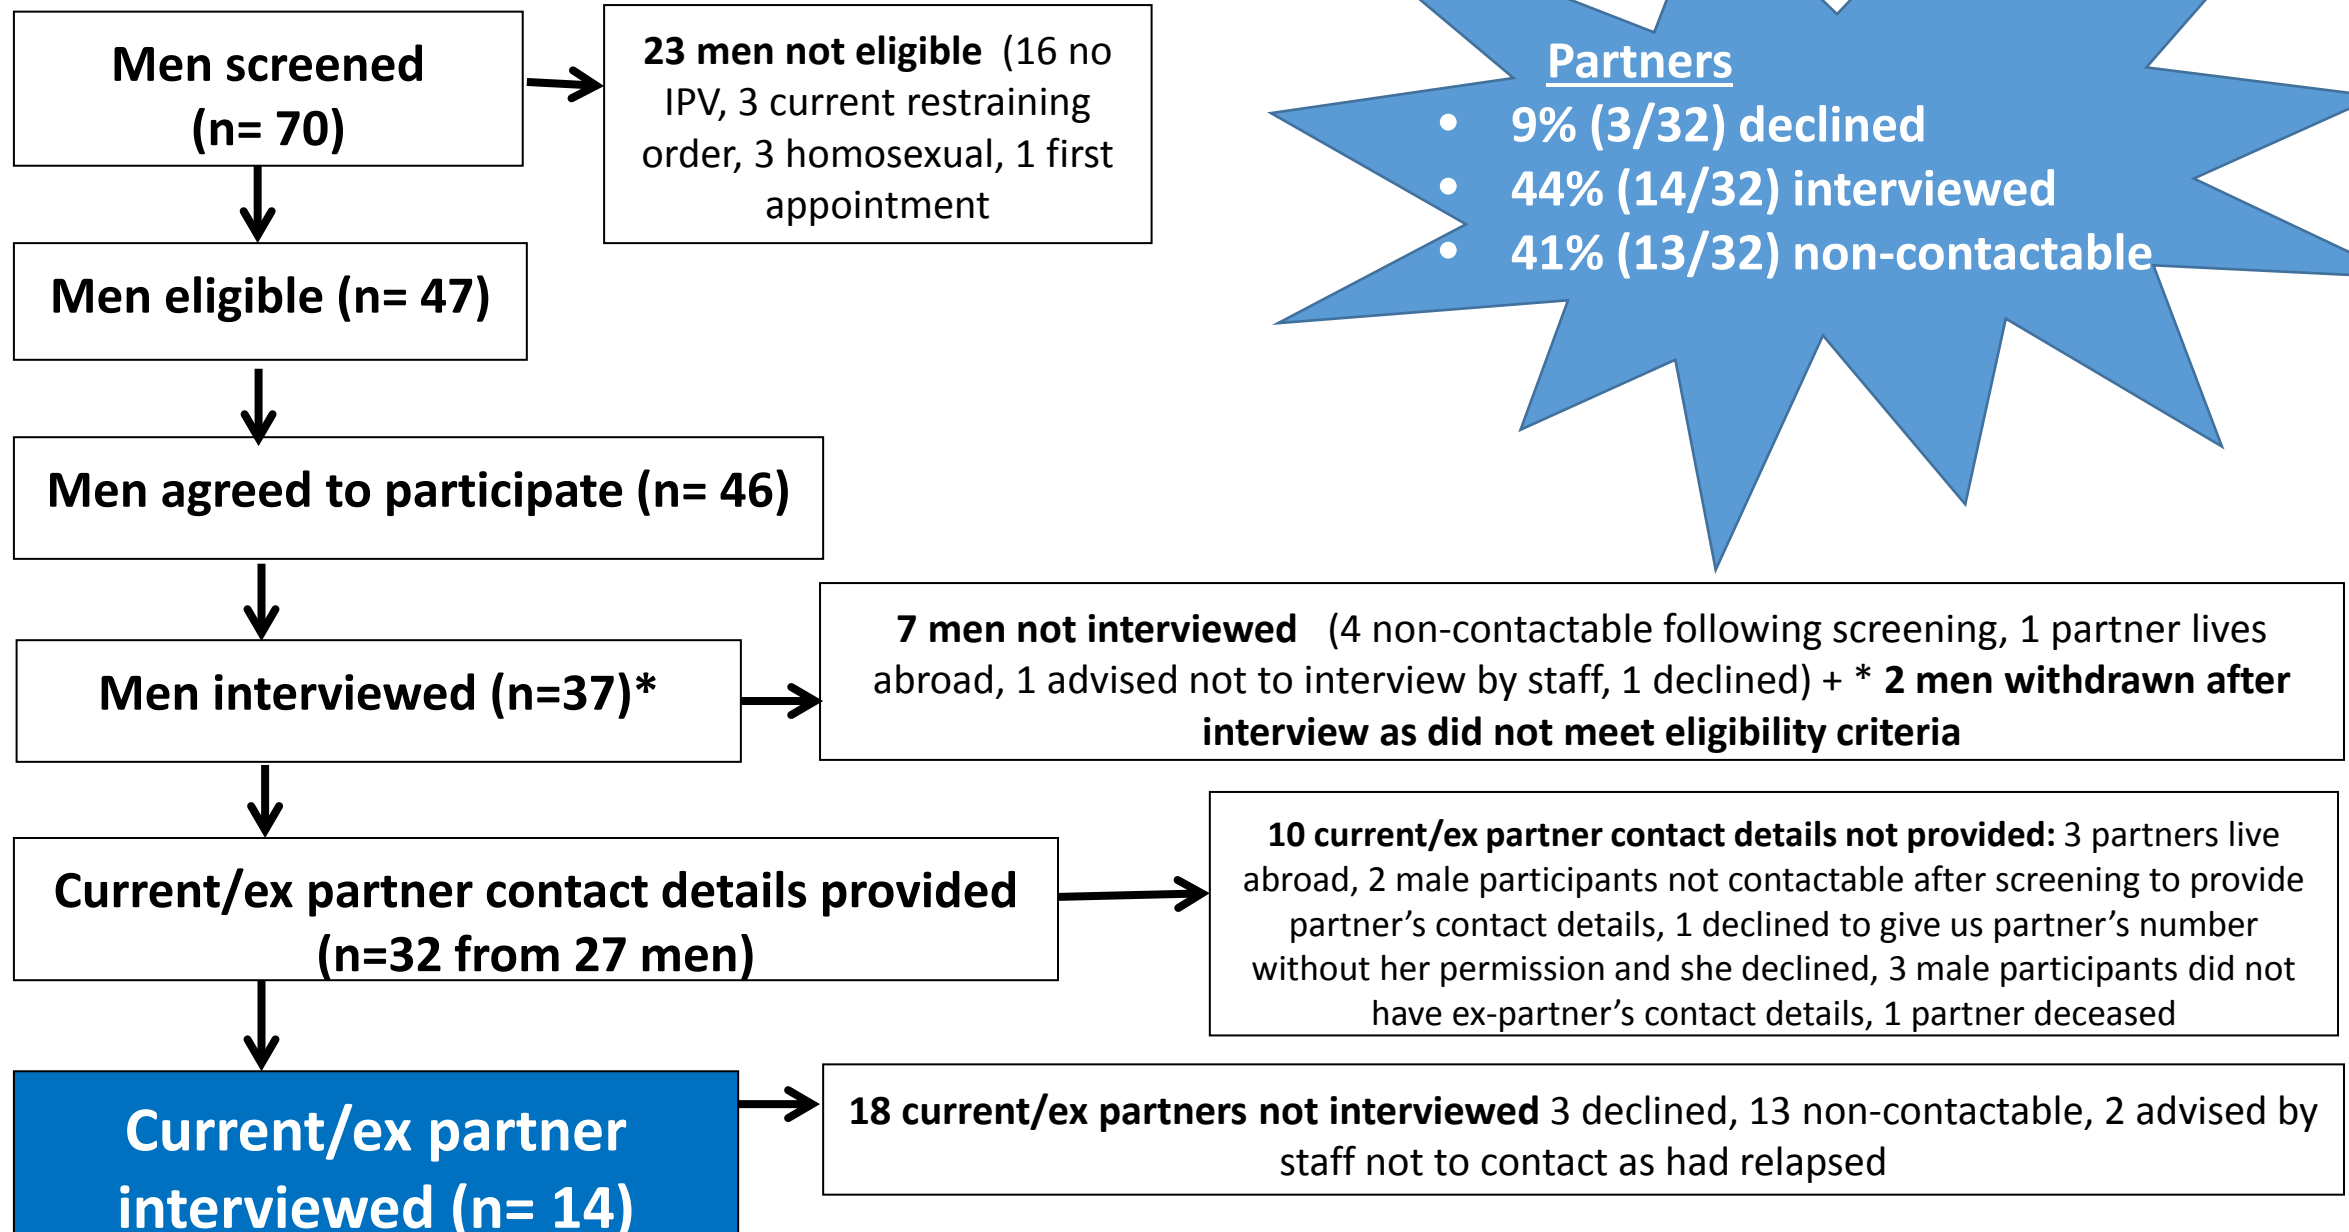 Men screened
(n= 70)
23 men not eligible (16 no
IPV, 3 current restraining
order, 3 homosexual, 1 first
appointment
Partners
• 9% (3/32) declined
• 44% (14/32) interviewed
• 41% (13/32) non-contactable
Men eligible (n= 47)
Men agreed to participate (n= 46)
Men interviewed (n=37)*
7 men not interviewed (4 non-contactable following screening, 1 partner lives
abroad, 1 advised not to interview by staff, 1 declined) + * 2 men withdrawn after
interview as did not meet eligibility criteria
Current/ex partner contact details provided
(n=32 from 27 men)
10 current/ex partner contact details not provided: 3 partners live
abroad, 2 male participants not contactable after screening to provide
partner’s contact details, 1 declined to give us partner’s number
without her permission and she declined, 3 male participants did not
have ex-partner’s contact details, 1 partner deceased
Current/ex partner
interviewed (n= 14)
18 current/ex partners not interviewed 3 declined, 13 non-contactable, 2 advised by
staff not to contact as had relapsed